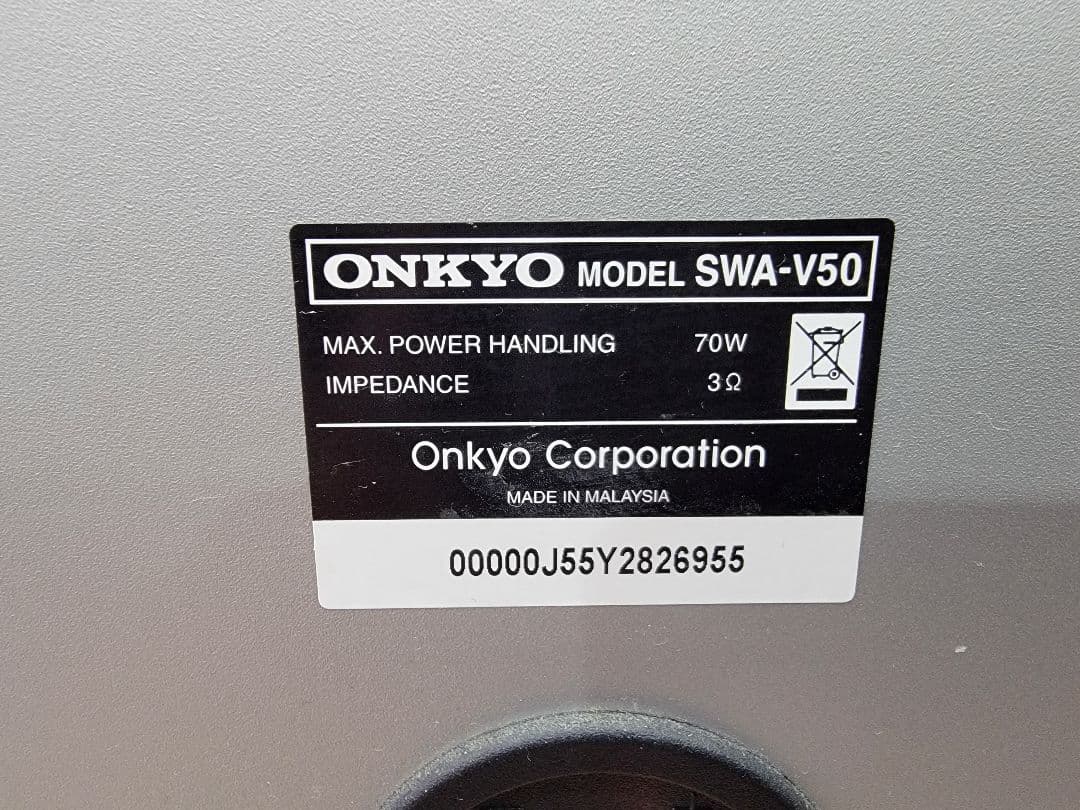 ONKYO MODEL SWA-V50
MAX. POWER HANDLING 70W
IMPEDANCE 3Ω
Onkyo Corporation
MADE IN MALAYSIA
00000J55Y2826955